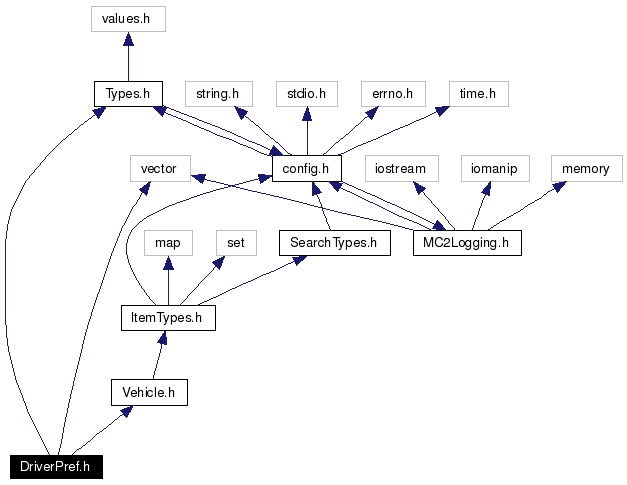 values.h
Types.h
string.h
stdio.h
errno.h
time.h
vector
config.h
iostream
iomanip
memory
map
set
SearchTypes.h
MC2Logging.h
ItemTypes.h
Vehicle.h
DriverPref.h